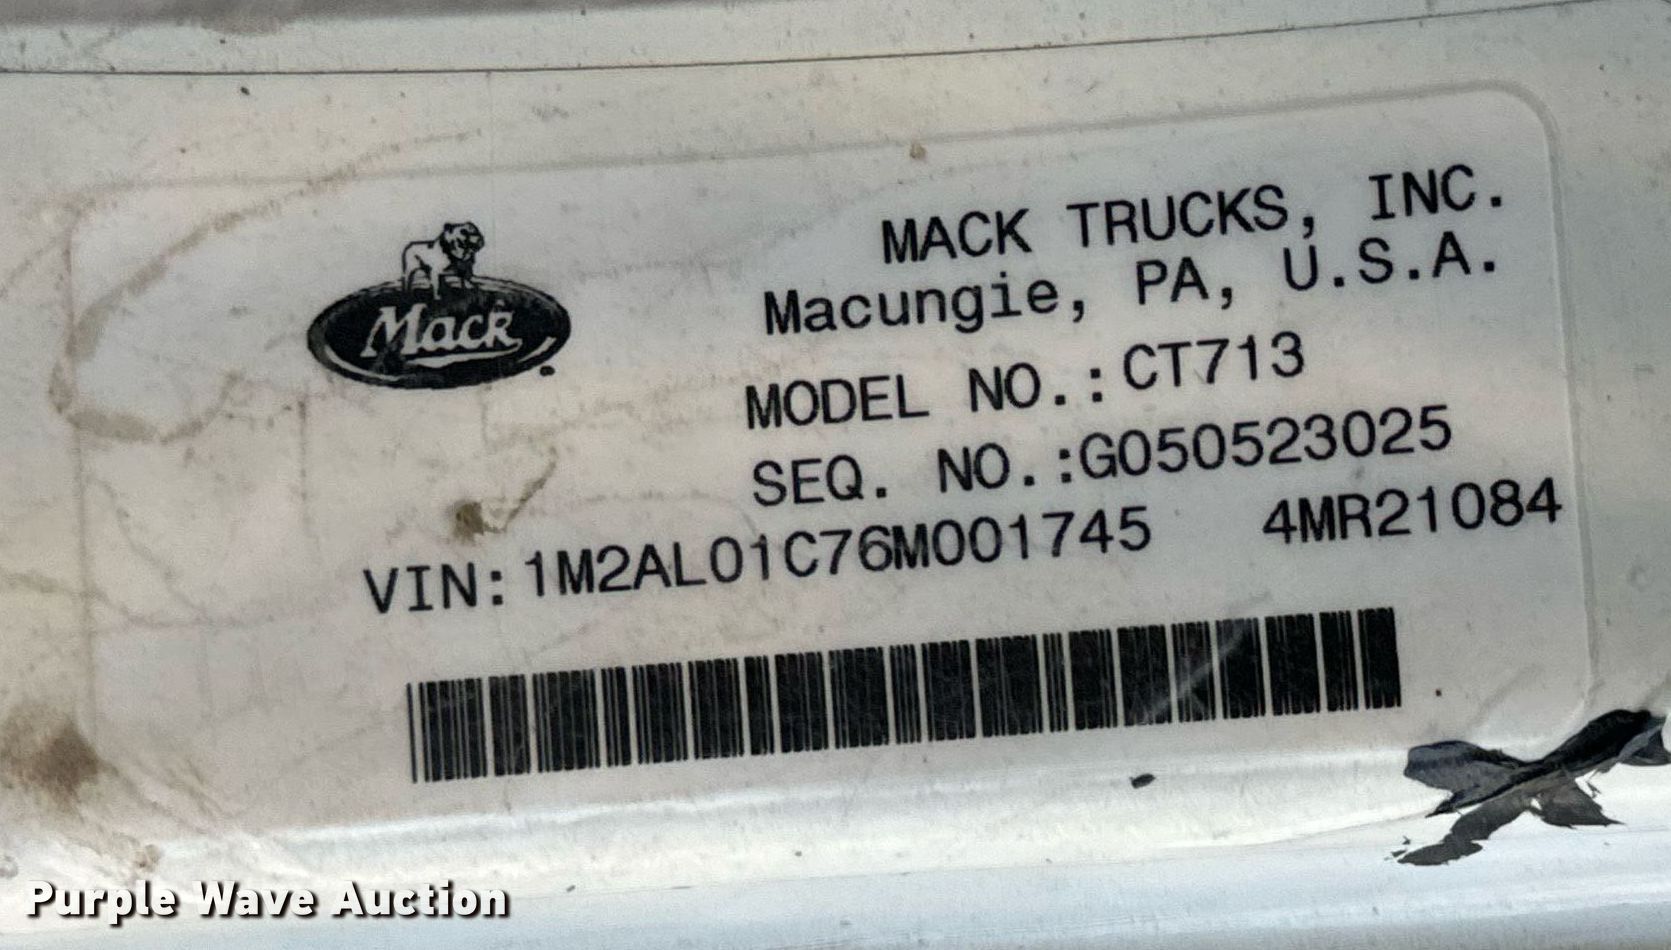 Mack
MACK TRUCKS, INC.
Macungie, PA, U.S.A.
MODEL NO.: CT713
SEQ. NO.:G050523025
VIN: 1M2AL01C76M001745 4MR21084
Purple Wave Auction